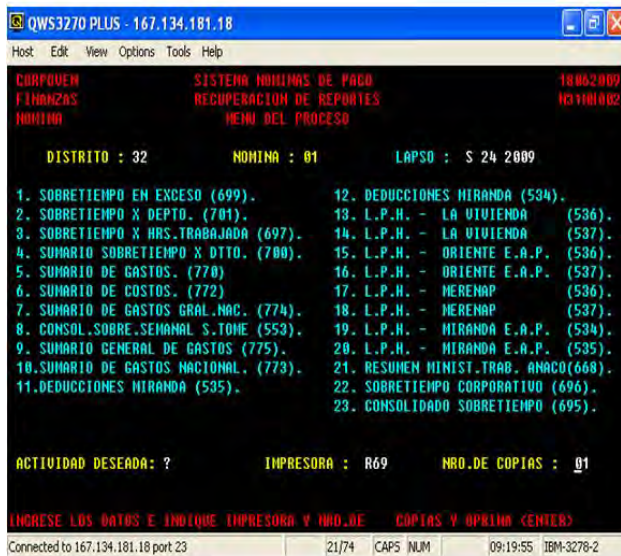 QWS3270 PLUS - 167.134.181.18
Host Edit View Options Tools Help
CORPOVEN SISTEMA NOMINAS DE PAGO 18062009
FINANZAS RECUPERACION DE REPORTES
NOMINA MENU DEL PROCESO
DISTRITO : 32 NOMINA : 01 LAPSO : S 24 2009
1. SOBRETIEMPO EN EXCESO (699). 12. DEDUCCIONES MIRANDA (534).
2. SOBRETIEMPO X DEPTO. (701). 13. L.P.H. - LA VIVIENDA (536).
3. SOBRETIEMPO X HRS.TRABAJADA (697). 14. L.P.H. - LA VIVIENDA (537).
4. SUMARIO SOBRETIEMPO X DTTO. (700). 15. L.P.H. - ORIENTE E.A.P. (536).
5. SUMARIO DE GASTOS. (770) 16. L.P.H. - ORIENTE E.A.P. (537).
6. SUMARIO DE COSTOS. (772) 17. L.P.H. - MERENAP (536).
7. SUMARIO DE GASTOS GRAL.NAC. (774). 18. L.P.H. - MERENAP (537).
8. CONSOL.SOBRE.SEMANAL S.TOME (553). 19. L.P.H. - MIRANDA E.A.P. (534).
9. SUMARIO GENERAL DE GASTOS (775). 20. L.P.H. - MIRANDA E.A.P. (535).
10.SUMARIO DE GASTOS NACIONAL. (773). 21. RESUMEN MINIST.TRAB. ANACO(668).
11.DEDUCCIONES MIRANDA (535). 22. SOBRETIEMPO CORPORATIVO (696).
23. CONSOLIDADO SOBRETIEMPO (695).
ACTIVIDAD DESEADA: ? IMPRESORA : R69 NRO.DE COPIAS : 01
INGRESE LOS DATOS E INDIQUE IMPRESORA Y NRO.DE COPIAS Y OPRIMA <ENTER>
Connected to 167.134.181.18 port 23 21/74 CAPS NUM 09:19:55 IBM-3278-2